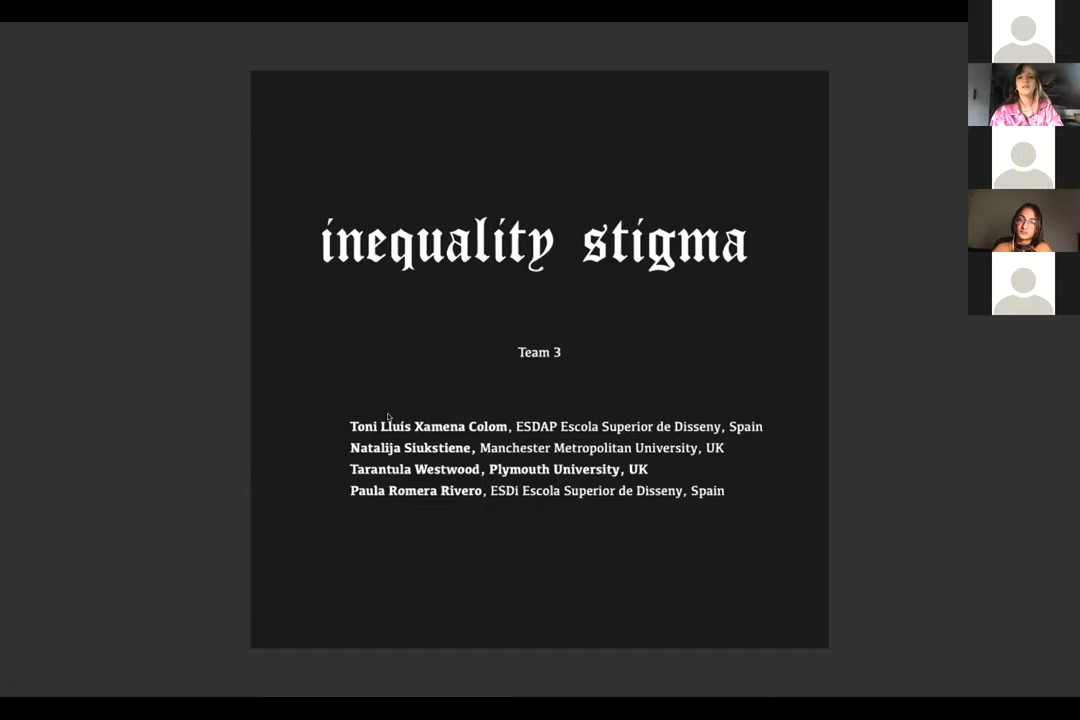 inequality stigma
Team 3
Toni Lluís Xamena Colom, ESDAP Escola Superior de Disseny, Spain
Natalija Siukstiene, Manchester Metropolitan University, UK
Tarantula Westwood, Plymouth University, UK
Paula Romera Rivero, ESDi Escola Superior de Disseny, Spain